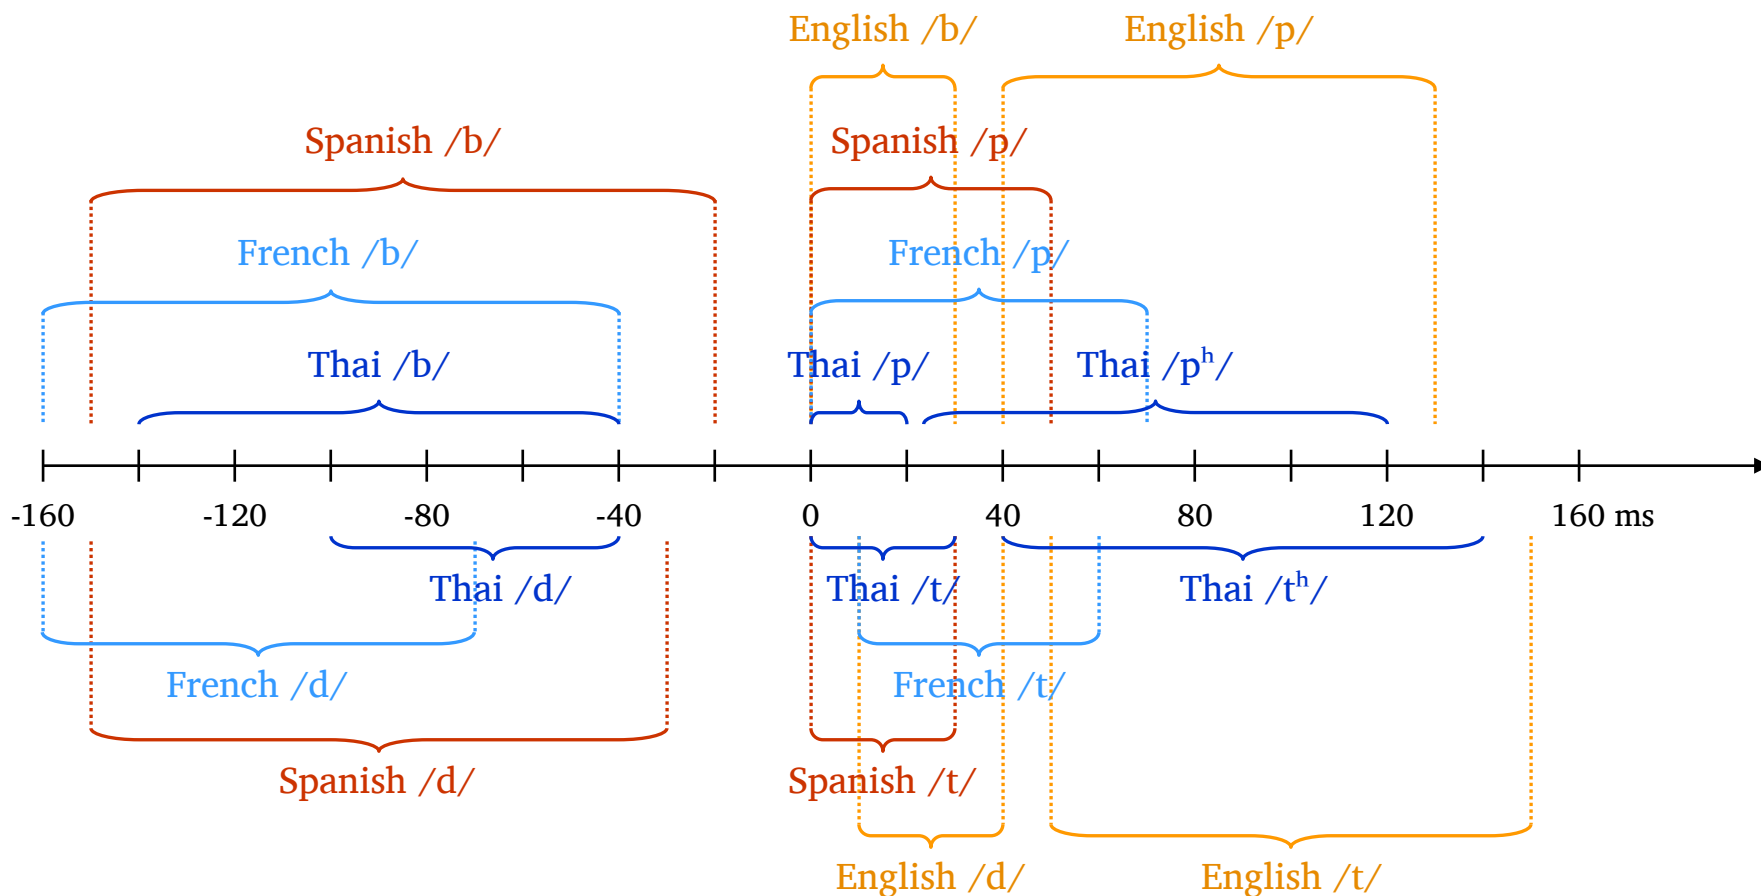 English /b/ English /p/
Spanish /b/ Spanish /p/
French /b/ French /p/
Thai /b/ Thai /p/ Thai /pʰ/
-160 -120 -80 -40 0 40 80 120 160 ms
Thai /d/ Thai /t/ Thai /tʰ/
French /d/ French /t/
Spanish /d/ Spanish /t/
English /d/ English /t/